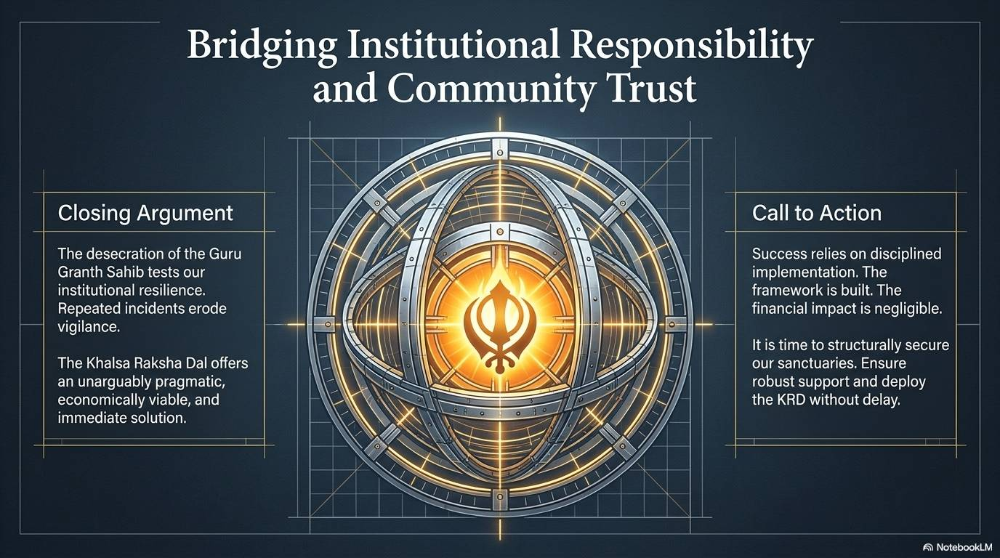 Bridging Institutional Responsibility
and Community Trust
Closing Argument
The desecration of the Guru
Granth Sahib tests our
institutional resilience.
Repeated incidents erode
vigilance.
The Khalsa Raksha Dal offers
an unarguably pragmatic,
economically viable, and
immediate solution.
Call to Action
Success relies on disciplined
implementation. The
framework is built. The
financial impact is negligible.
It is time to structurally secure
our sanctuaries. Ensure
robust support and deploy
the KRD without delay.
NotebookLM